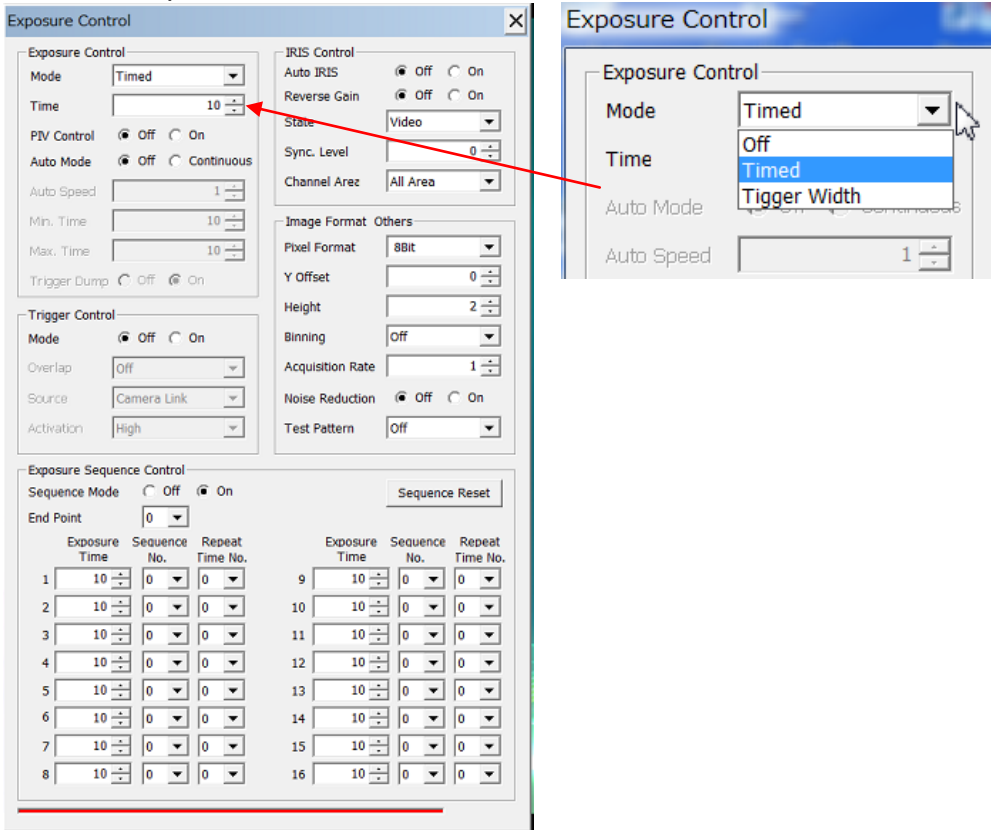 Exposure Control
Exposure Control
Mode Timed
Time 10
PIV Control Off On
Auto Mode Off Continuous
Auto Speed 1
Min. Time 10
Max. Time 10
Trigger Dump Off On
Trigger Control
Mode Off On
Overlap Off
Source Camera Link
Activation High
IRIS Control
Auto IRIS Off On
Reverse Gain Off On
State Video
Sync. Level 0
Channel Arez All Area
Image Format Others
Pixel Format 8Bit
Y Offset 0
Height 2
Binning Off
Acquisition Rate 1
Noise Reduction Off On
Test Pattern Off
Exposure Sequence Control
Sequence Mode Off On Sequence Reset
End Point 0
Exposure Sequence Repeat Exposure Sequence Repeat
Time No. Time No. Time No. Time No.
1 10 0 0 9 10 0 0
2 10 0 0 10 10 0 0
3 10 0 0 11 10 0 0
4 10 0 0 12 10 0 0
5 10 0 0 13 10 0 0
6 10 0 0 14 10 0 0
7 10 0 0 15 10 0 0
8 10 0 0 16 10 0 0
Exposure Control
Exposure Control
Mode Timed
Off
Time
Timed
Tigger Width
Auto Mode
Auto Speed 1